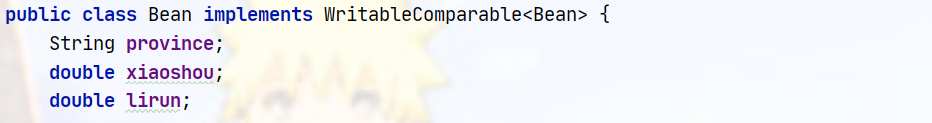 public class Bean implements WritableComparable<Bean> {
String province;
double xiaoshou;
double lirun;